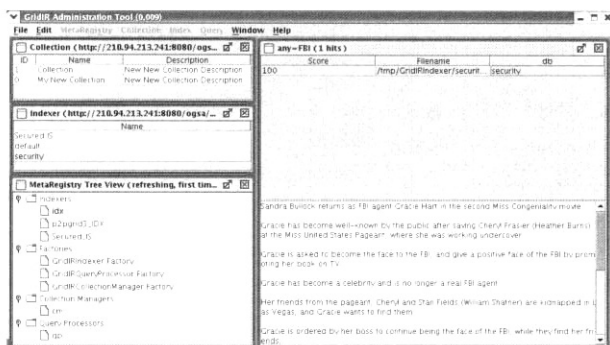 GridIR Administration Tool (0.009)
File Edit MetaRegistry Collection Index Query Window Help
Collection (http://210.94.213.241:8080/ogs...
ID Name Description
1 Collection New New Collection Description
0 My New Collection New New Collection Description
Indexer (http://210.94.213.241:8080/ogsa/...
Name
Secured IS
default
security
MetaRegistry Tree View (refreshing, first tim...
Indexers
idx
p2pgrid1_IDX
Secured IS
Factories
GridIRIndexer Factory
GridIRQueryProcessor Factory
GridIRCollectionManager Factory
Collection Managers
cm
Query Processors
qp
any=FBI (1 hits)
Score Filename db
100 /tmp/GridIRIndexer/securit... security
Sandra Bullock returns as FBI agent Gracie Hart in the second Miss Congeniality movie.
Gracie has become well-known by the public after saving Cheryl Frasier (Heather Burns)
at the Miss United States Pageant, where she was working undercover.
Gracie is asked to become the face to the FBI, and give a positive face of the FBI by prom
oting her book on TV.
Gracie has become a celebrity and is no longer a real FBI agent.
Her friends from the pageant, Cheryl and Stan Fields (William Shatner) are kidnapped in L
as Vegas, and Gracie wants to find them.
Gracie is ordered by her boss to continue being the face of the FBI, while they find her fri
ends.